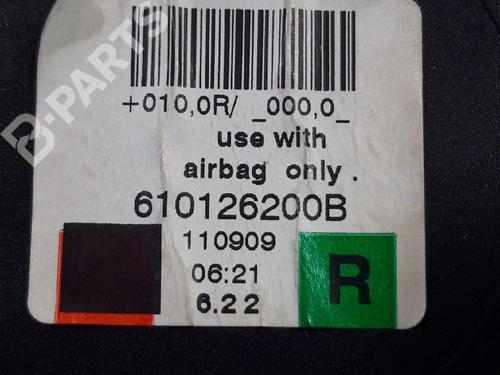 B-PARTS
+010,0R/ _000,0_
use with
airbag only .
610126200B
110909
06:21
6.22
R